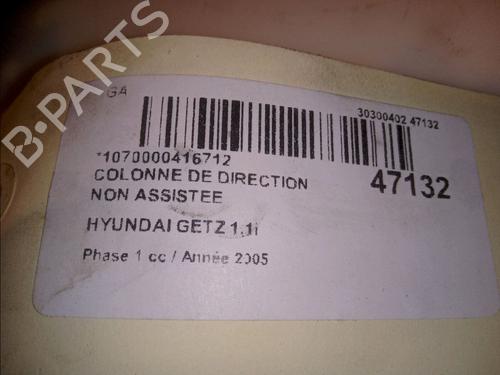 GA
30300402 47132
*1070000416712
COLONNE DE DIRECTION
NON ASSISTEE
47132
HYUNDAI GETZ 1.1i
Phase 1 cc / Année 2005
B-PARTS